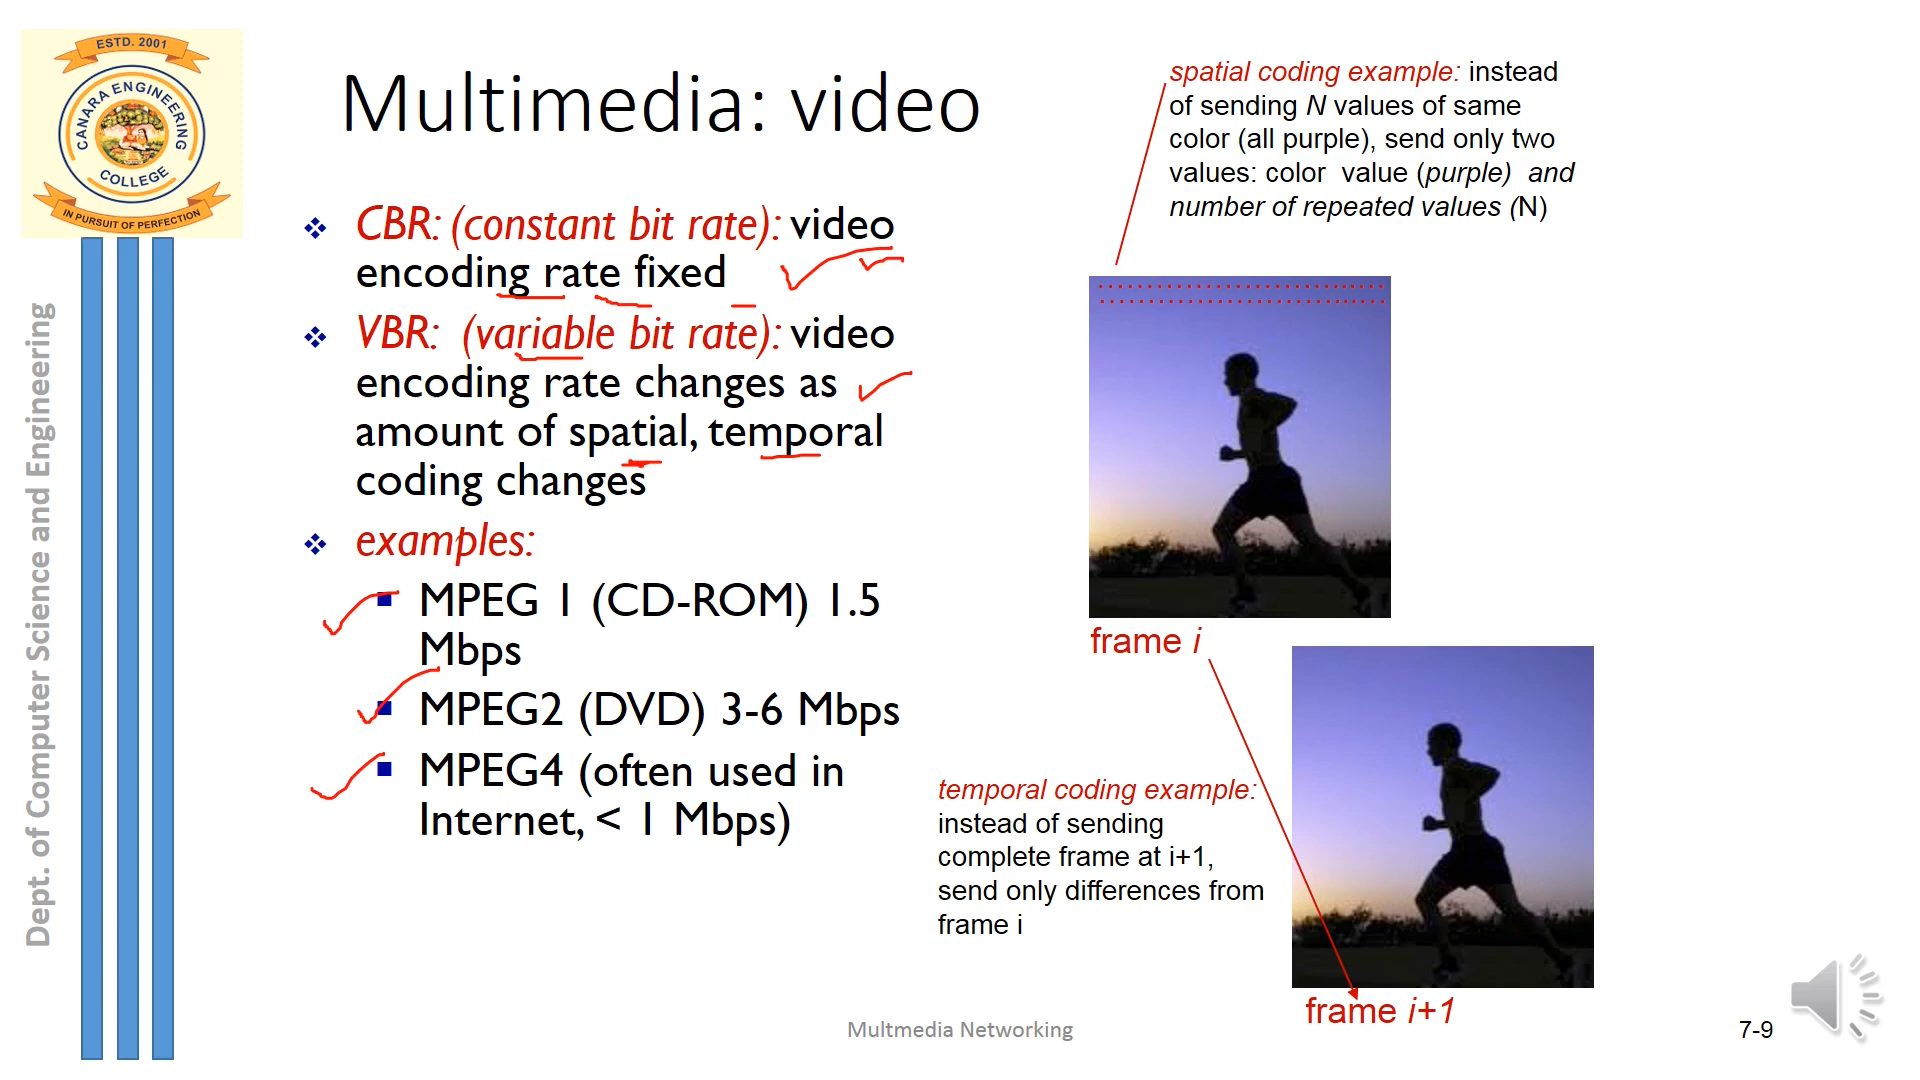 ESTD. 2001
CANARA ENGINEERING
COLLEGE
IN PURSUIT OF PERFECTION
Dept. of Computer Science and Engineering
Multimedia: video
CBR: (constant bit rate): video
encoding rate fixed
VBR: (variable bit rate): video
encoding rate changes as
amount of spatial, temporal
coding changes
examples:
MPEG 1 (CD-ROM) 1.5
Mbps
MPEG2 (DVD) 3-6 Mbps
MPEG4 (often used in
Internet, < 1 Mbps)
spatial coding example: instead
of sending N values of same
color (all purple), send only two
values: color value (purple) and
number of repeated values (N)
frame i
temporal coding example:
instead of sending
complete frame at i+1,
send only differences from
frame i
frame i+1
Multmedia Networking
7-9